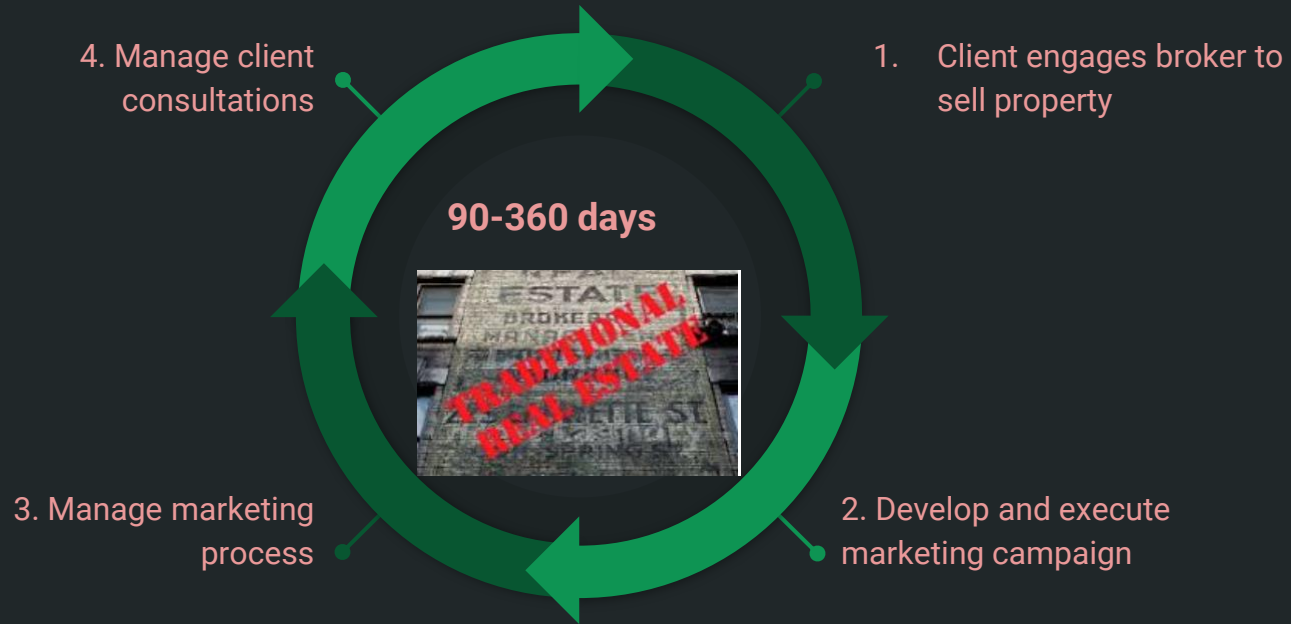 4. Manage client
consultations
1. Client engages broker to
sell property
90-360 days
REAL
ESTATE
BROKERS
TRADITIONAL
REAL ESTATE
3. Manage marketing
process
2. Develop and execute
marketing campaign